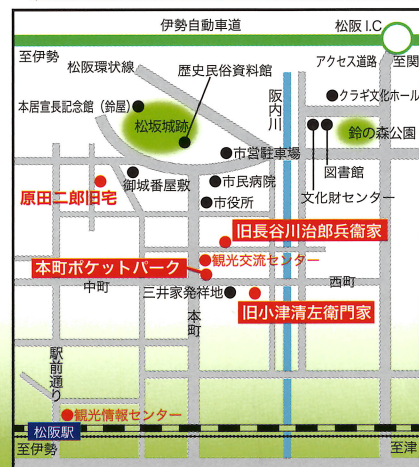 伊勢自動車道
松阪 I.C
至伊勢
アクセス道路
至関
松阪環状線
歴史民俗資料館
阪内川
本居宣長記念館（鈴屋）
クラギ文化ホール
松坂城跡
鈴の森公園
市営駐車場
図書館
御城番屋敷
市民病院
文化財センター
原田二郎旧宅
市役所
旧長谷川治郎兵衛家
観光交流センター
本町ポケットパーク
中町
三井家発祥地
西町
本町
旧小津清左衛門家
駅前通り
観光情報センター
松阪駅
至伊勢
至津